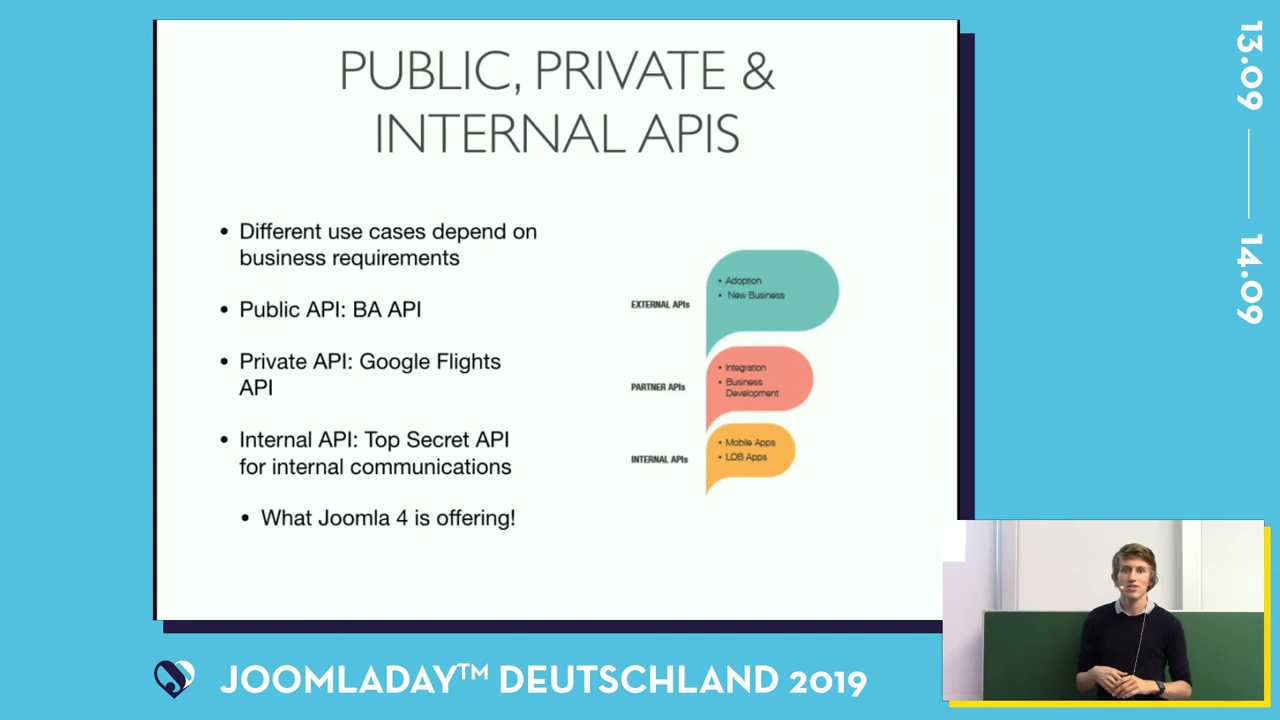 PUBLIC, PRIVATE &
INTERNAL APIS
• Different use cases depend on
business requirements
• Public API: BA API
• Private API: Google Flights
API
• Internal API: Top Secret API
for internal communications
• What Joomla 4 is offering!
EXTERNAL APIs
• Adoption
• New Business
PARTNER APIs
• Integration
• Business
Development
INTERNAL APIs
• Mobile Apps
• LOB Apps
13.09
14.09
JOOMLADAY™ DEUTSCHLAND 2019